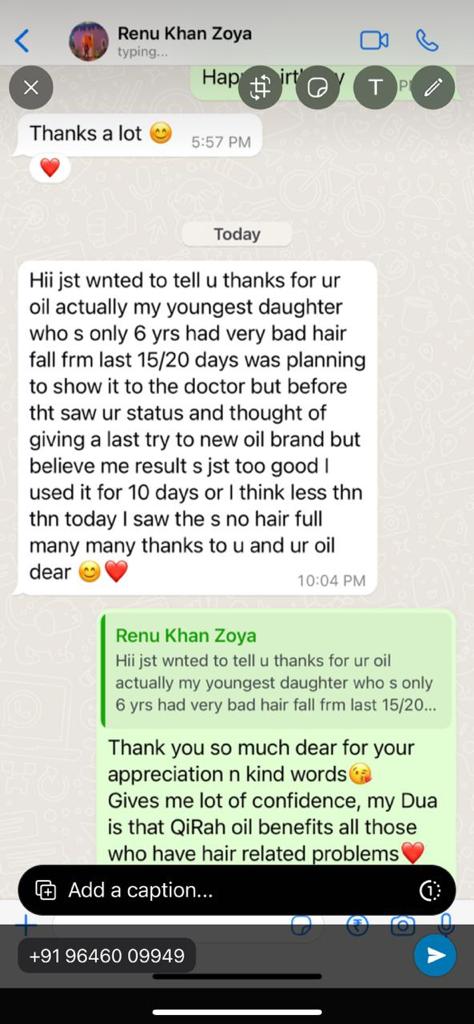 Renu Khan Zoya
typing...
T
Thanks a lot 😊
5:57 PM
❤️
Today
Hii jst wnted to tell u thanks for ur
oil actually my youngest daughter
who s only 6 yrs had very bad hair
fall frm last 15/20 days was planning
to show it to the doctor but before
tht saw ur status and thought of
giving a last try to new oil brand but
believe me result s jst too good I
used it for 10 days or I think less thn
thn today I saw the s no hair full
many many thanks to u and ur oil
dear 😊❤️
10:04 PM
Renu Khan Zoya
Hii jst wnted to tell u thanks for ur oil
actually my youngest daughter who s only
6 yrs had very bad hair fall frm last 15/20...
Thank you so much dear for your
appreciation n kind words😘
Gives me lot of confidence, my Dua
is that QiRah oil benefits all those
who have hair related problems❤️
Add a caption...
+91 96460 09949